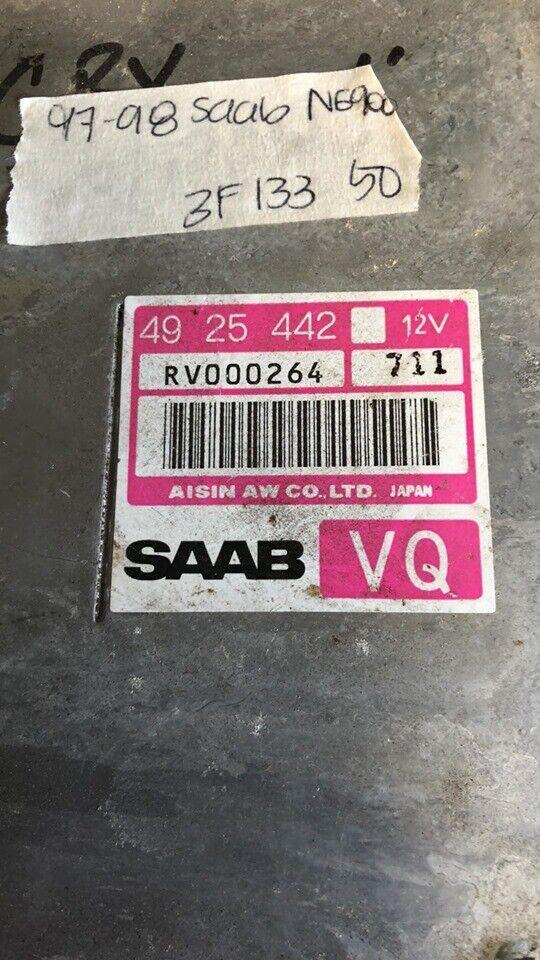 97-98 Saab NG900
3F133 50
49 25 442 12V
RV000264 711
AISIN AW CO., LTD. JAPAN
SAAB VQ